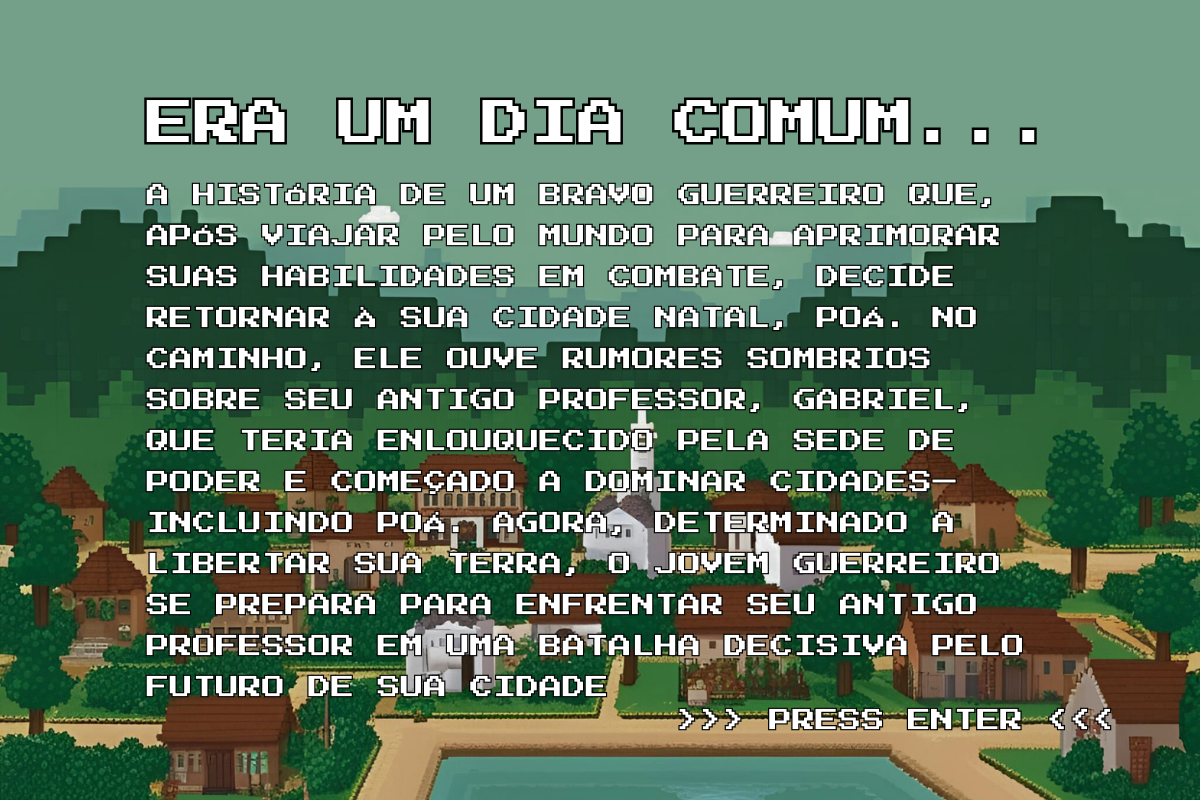 ERA UM DIA COMUM...
A HISTóRIA DE UM BRAVO GUERREIRO QUE,
APóS VIAJAR PELO MUNDO PARA APRIMORAR
SUAS HABILIDADES EM COMBATE, DECIDE
RETORNAR à SUA CIDADE NATAL, POá. NO
CAMINHO, ELE OUVE RUMORES SOMBRIOS
SOBRE SEU ANTIGO PROFESSOR, GABRIEL,
QUE TERIA ENLOUQUECIDO PELA SEDE DE
PODER E COMEÇADO A DOMINAR CIDADES—
INCLUINDO POá. AGORA, DETERMINADO A
LIBERTAR SUA TERRA, O JOVEM GUERREIRO
SE PREPARA PARA ENFRENTAR SEU ANTIGO
PROFESSOR EM UMA BATALHA DECISIVA PELO
FUTURO DE SUA CIDADE
>>> PRESS ENTER <<<